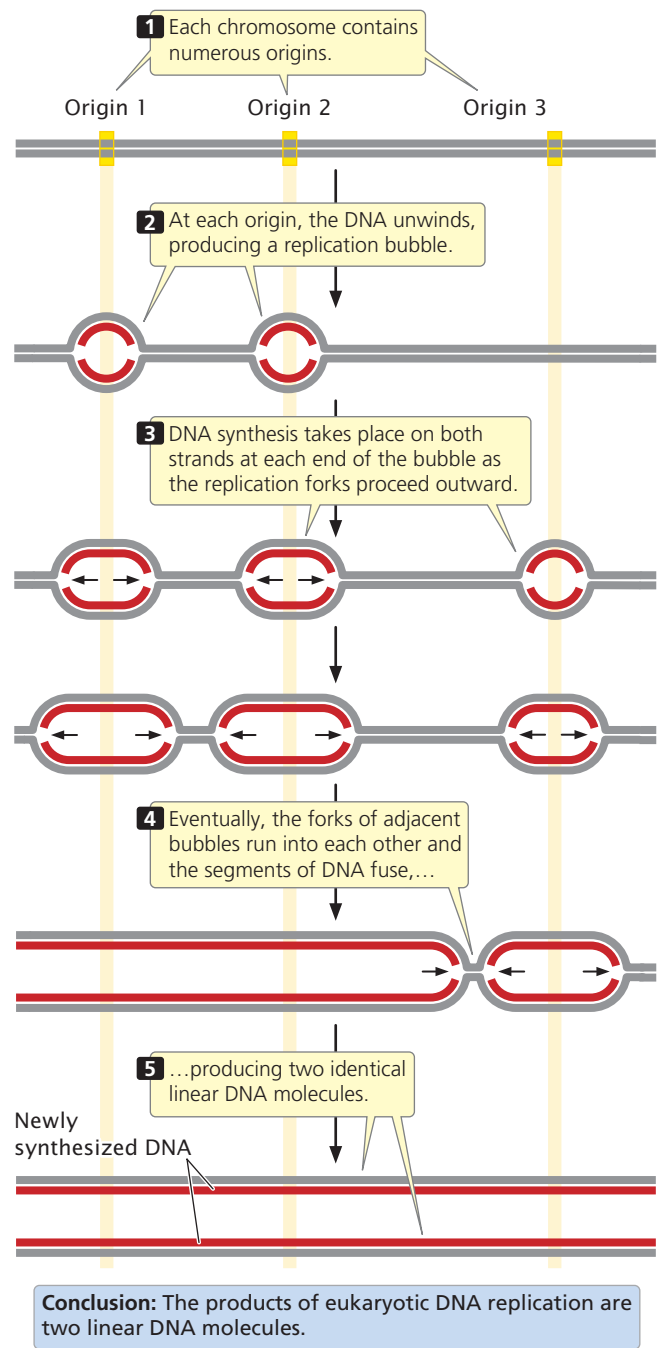 1 Each chromosome contains
numerous origins.
Origin 1 Origin 2 Origin 3
2 At each origin, the DNA unwinds,
producing a replication bubble.
3 DNA synthesis takes place on both
strands at each end of the bubble as
the replication forks proceed outward.
4 Eventually, the forks of adjacent
bubbles run into each other and
the segments of DNA fuse,…
5 …producing two identical
linear DNA molecules.
Newly
synthesized DNA
Conclusion: The products of eukaryotic DNA replication are
two linear DNA molecules.